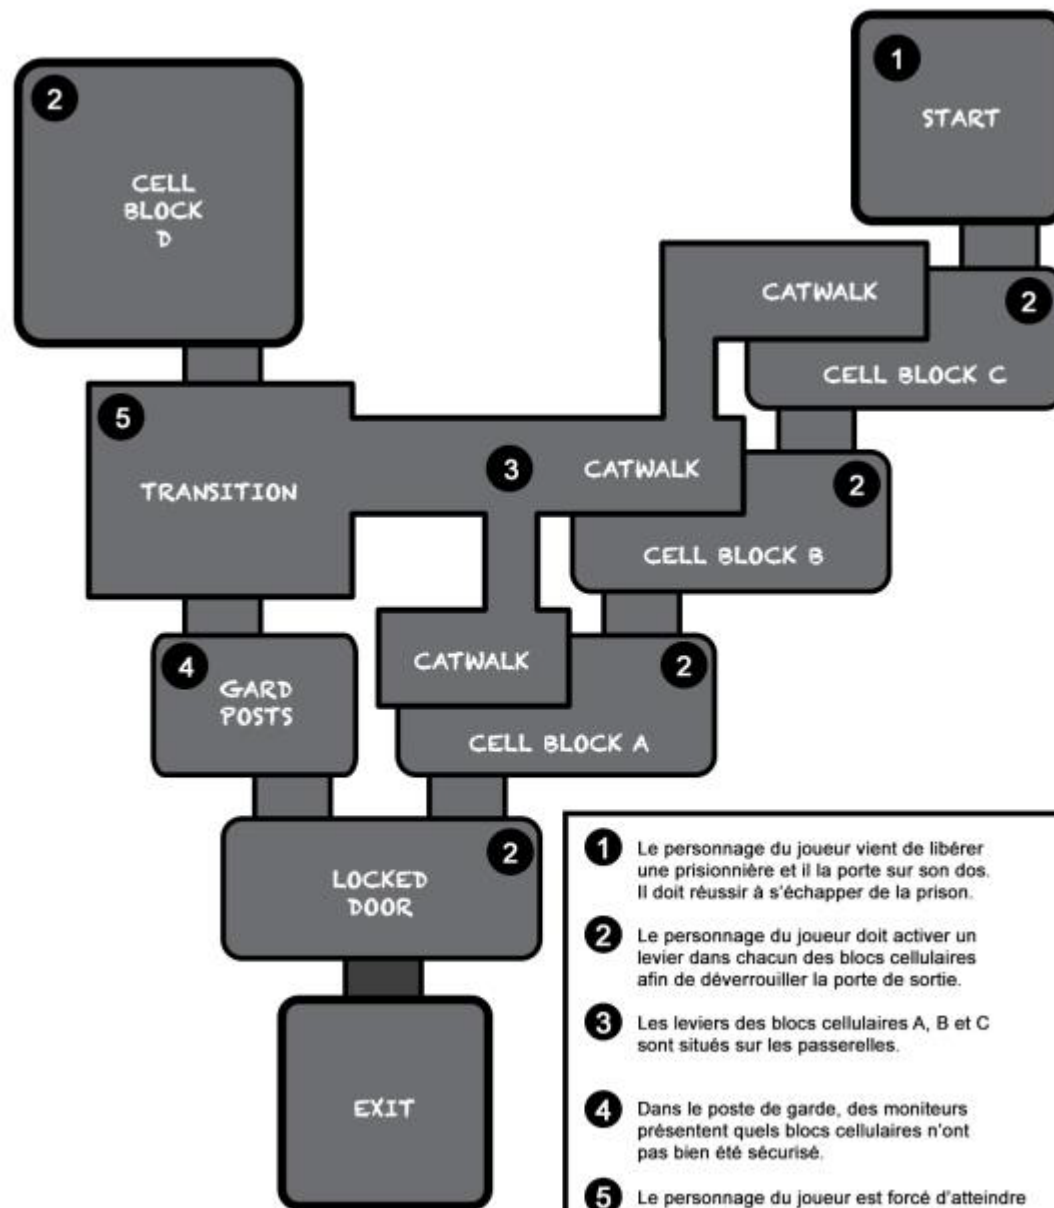 1
START
2
CELL
BLOCK
D
CATWALK
2
CELL BLOCK C
5
TRANSITION
3
CATWALK
2
CELL BLOCK B
4
GARD
POSTS
CATWALK
2
CELL BLOCK A
2
LOCKED
DOOR
EXIT
1 Le personnage du joueur vient de libérer
une prisionnière et il la porte sur son dos.
Il doit réussir à s'échapper de la prison.
2 Le personnage du joueur doit activer un
levier dans chacun des blocs cellulaires
afin de déverrouiller la porte de sortie.
3 Les leviers des blocs cellulaires A, B et C
sont situés sur les passerelles.
4 Dans le poste de garde, des moniteurs
présentent quels blocs cellulaires n'ont
pas bien été sécurisé.
5 Le personnage du joueur est forcé d'atteindre